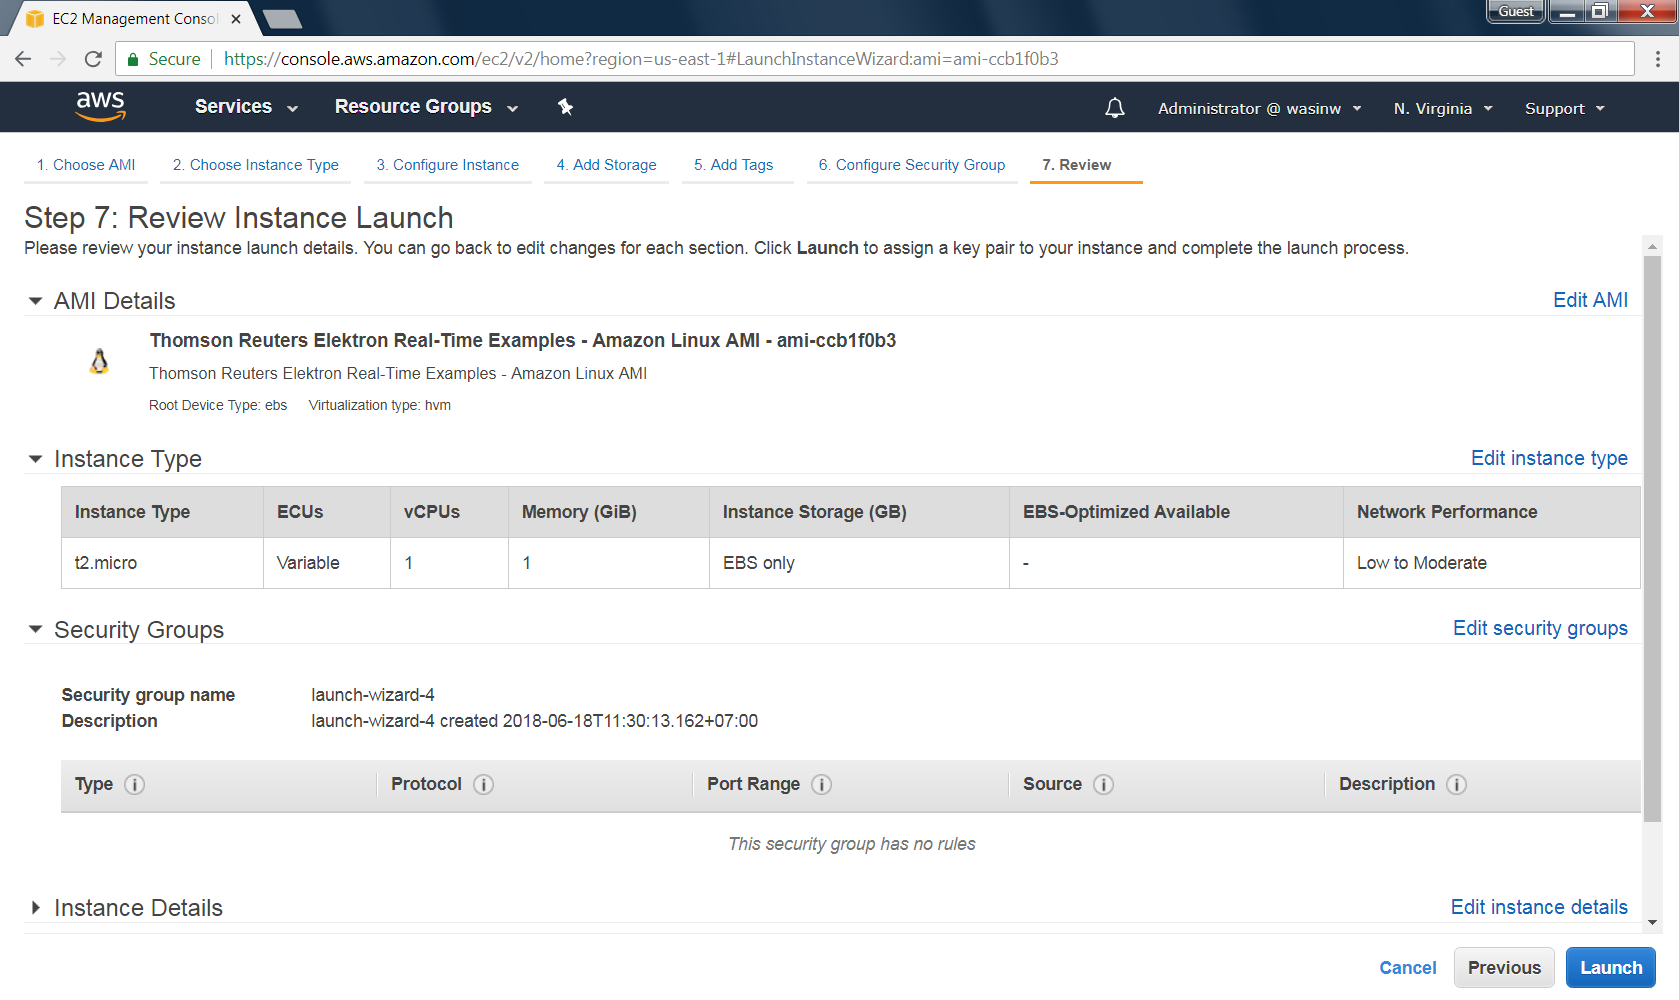 EC2 Management Consol
Guest
Secure https://console.aws.amazon.com/ec2/v2/home?region=us-east-1#LaunchInstanceWizard:ami=ami-ccb1f0b3
aws Services Resource Groups Administrator @ wasinw N. Virginia Support
1. Choose AMI 2. Choose Instance Type 3. Configure Instance 4. Add Storage 5. Add Tags 6. Configure Security Group 7. Review
Step 7: Review Instance Launch
Please review your instance launch details. You can go back to edit changes for each section. Click Launch to assign a key pair to your instance and complete the launch process.
AMI Details Edit AMI
Thomson Reuters Elektron Real-Time Examples - Amazon Linux AMI - ami-ccb1f0b3
Thomson Reuters Elektron Real-Time Examples - Amazon Linux AMI
Root Device Type: ebs Virtualization type: hvm
Instance Type Edit instance type
Instance Type ECUs vCPUs Memory (GiB) Instance Storage (GB) EBS-Optimized Available Network Performance
t2.micro Variable 1 1 EBS only - Low to Moderate
Security Groups Edit security groups
Security group name launch-wizard-4
Description launch-wizard-4 created 2018-06-18T11:30:13.162+07:00
Type i Protocol i Port Range i Source i Description i
This security group has no rules
Instance Details Edit instance details
Cancel Previous Launch